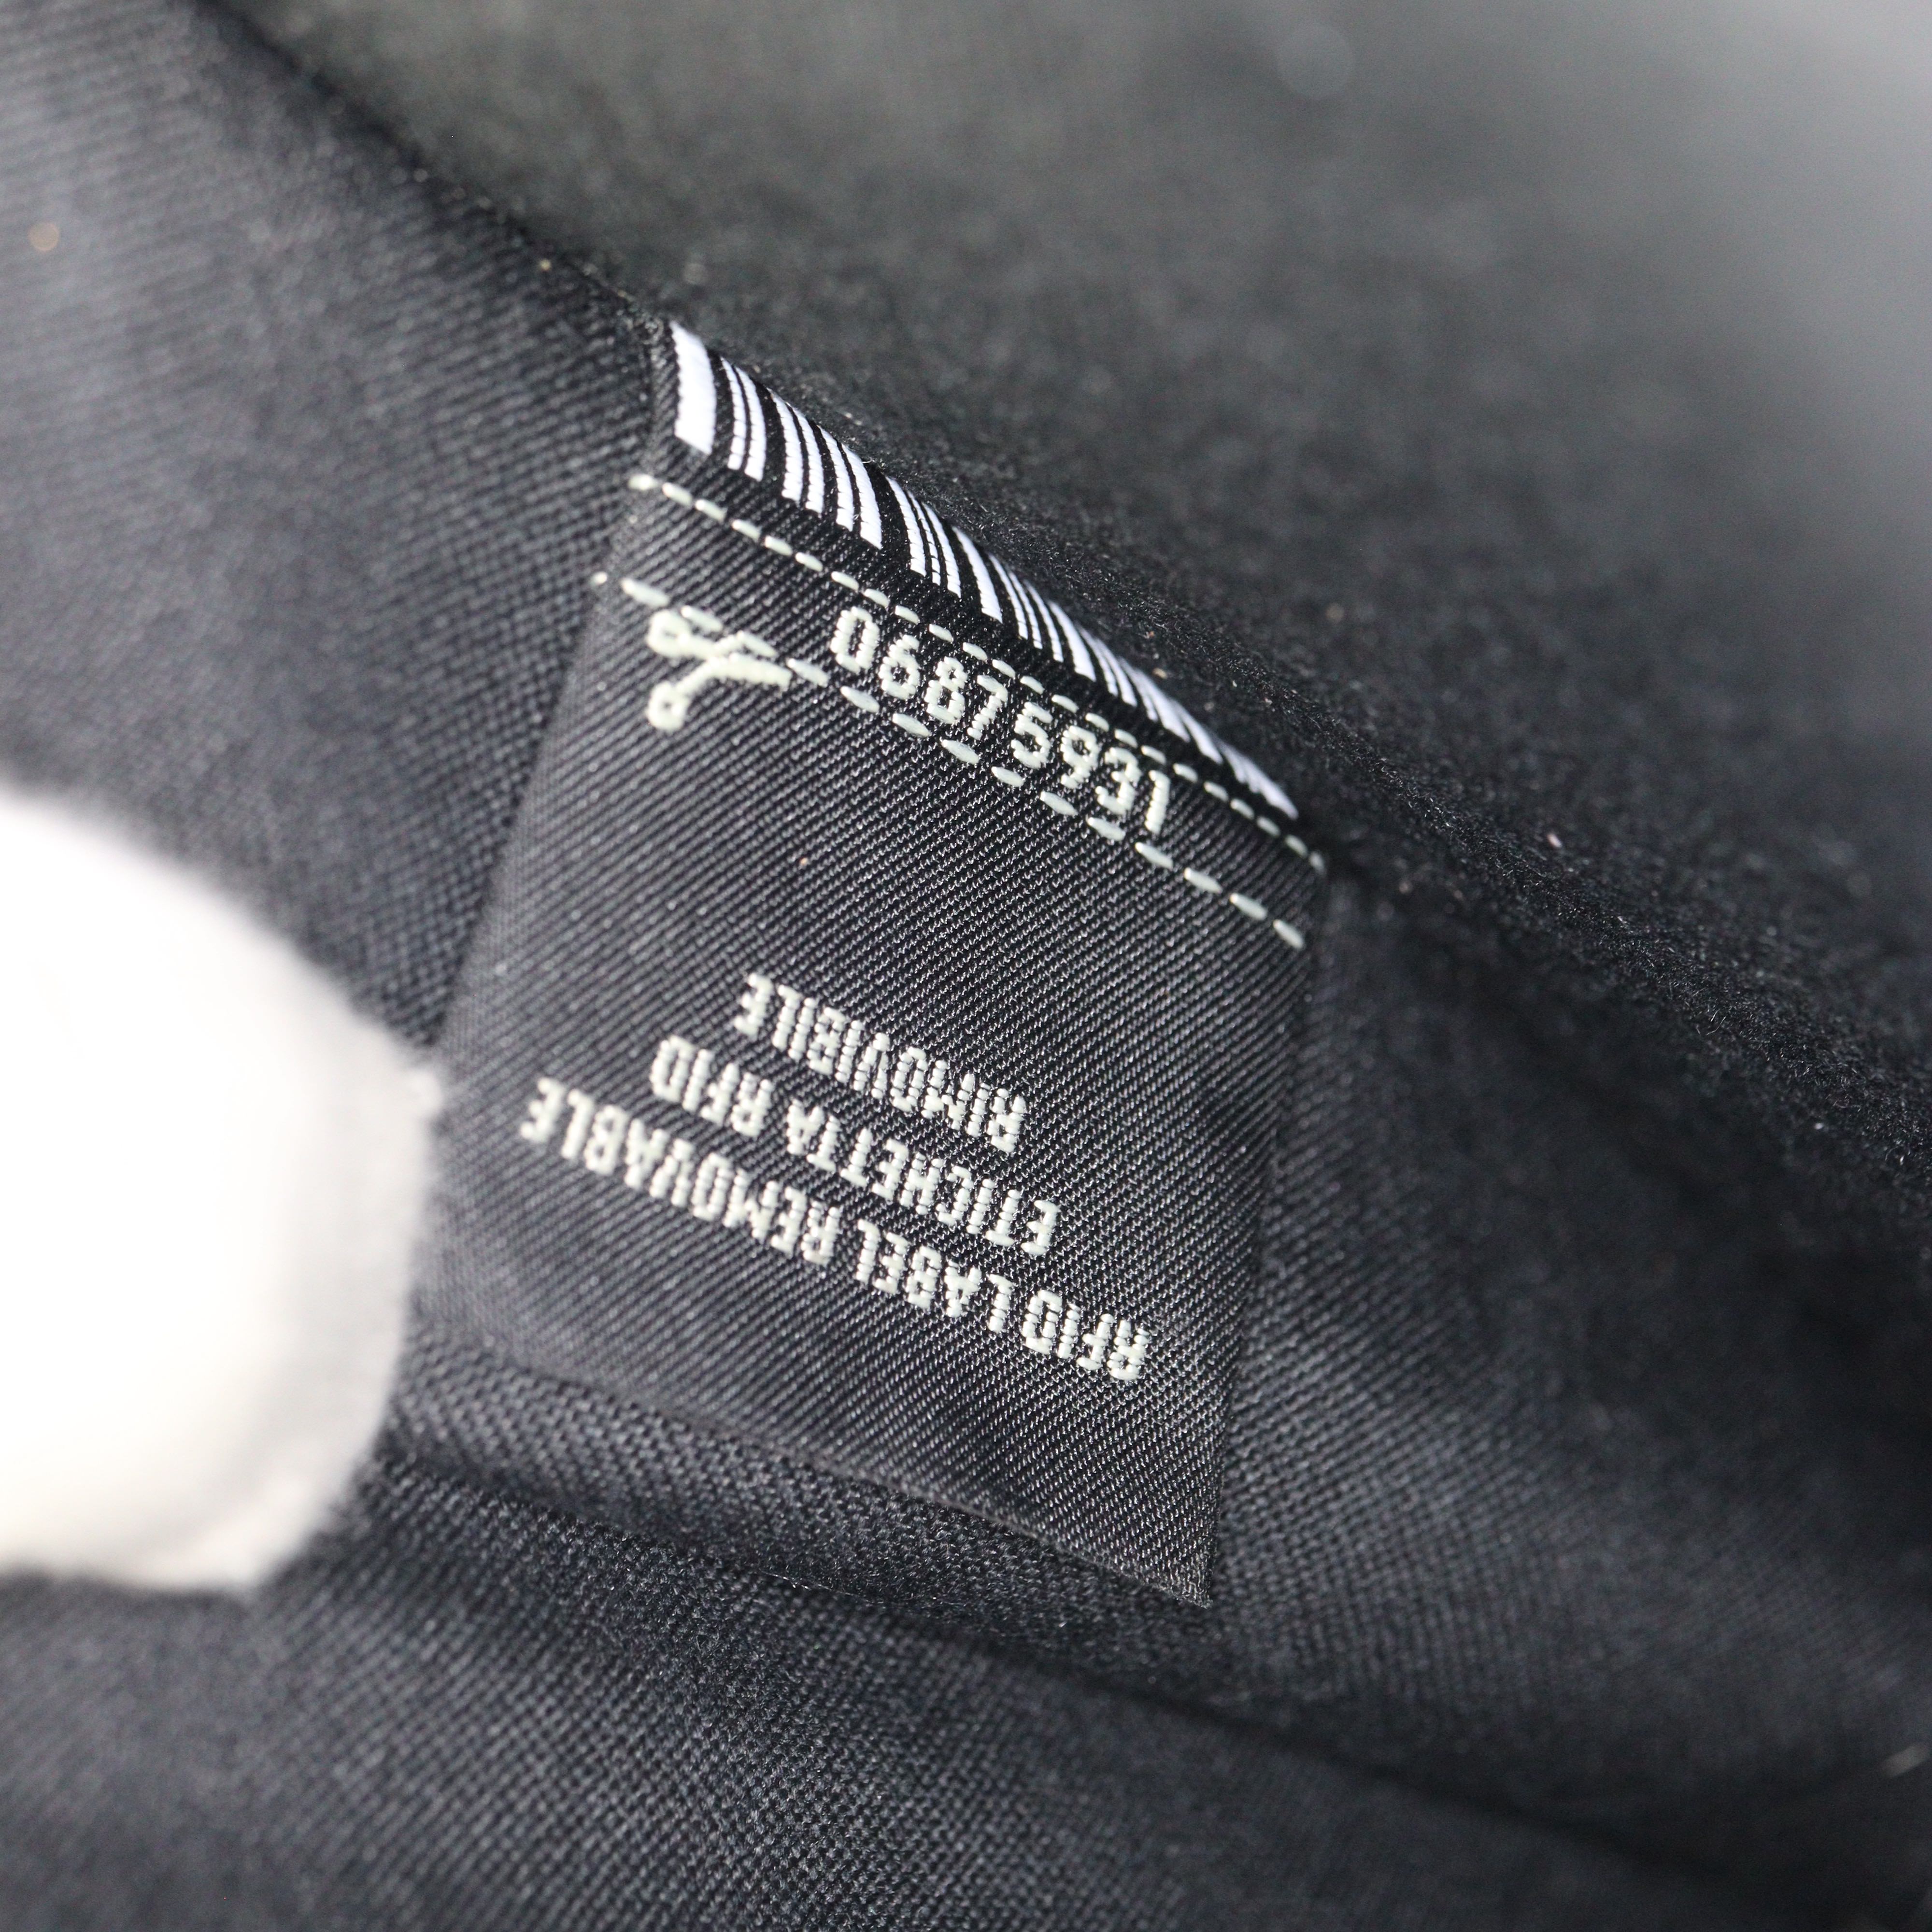 06875931
RFID LABEL REMOVABLE
ETICHETTA RFID
RIMOVIBILE